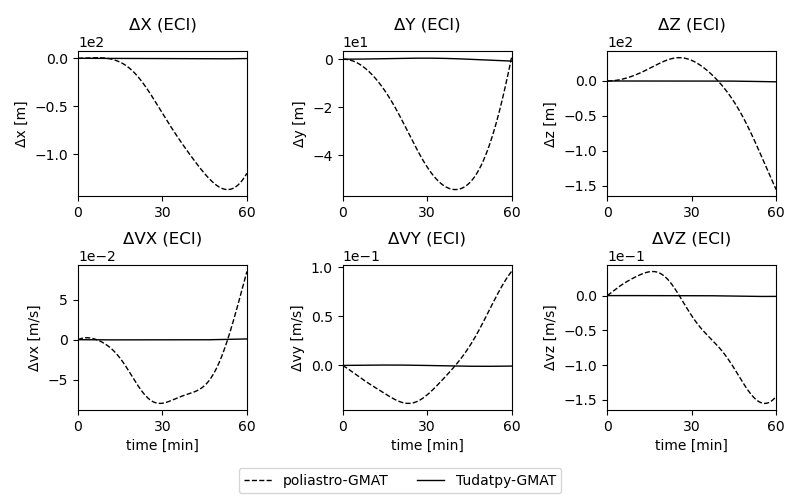 ΔX (ECI)
ΔY (ECI)
ΔZ (ECI)
1e2
1e1
1e2
Δx [m]
0.0
−0.5
−1.0
0
30
60
Δy [m]
0
−2
−4
0
30
60
Δz [m]
0.0
−0.5
−1.0
−1.5
0
30
60
ΔVX (ECI)
ΔVY (ECI)
ΔVZ (ECI)
1e−2
1e−1
1e−1
Δvx [m/s]
5
0
−5
0
30
60
time [min]
Δvy [m/s]
1.0
0.5
0.0
0
30
60
time [min]
Δvz [m/s]
0.0
−0.5
−1.0
−1.5
0
30
60
time [min]
poliastro-GMAT
Tudatpy-GMAT